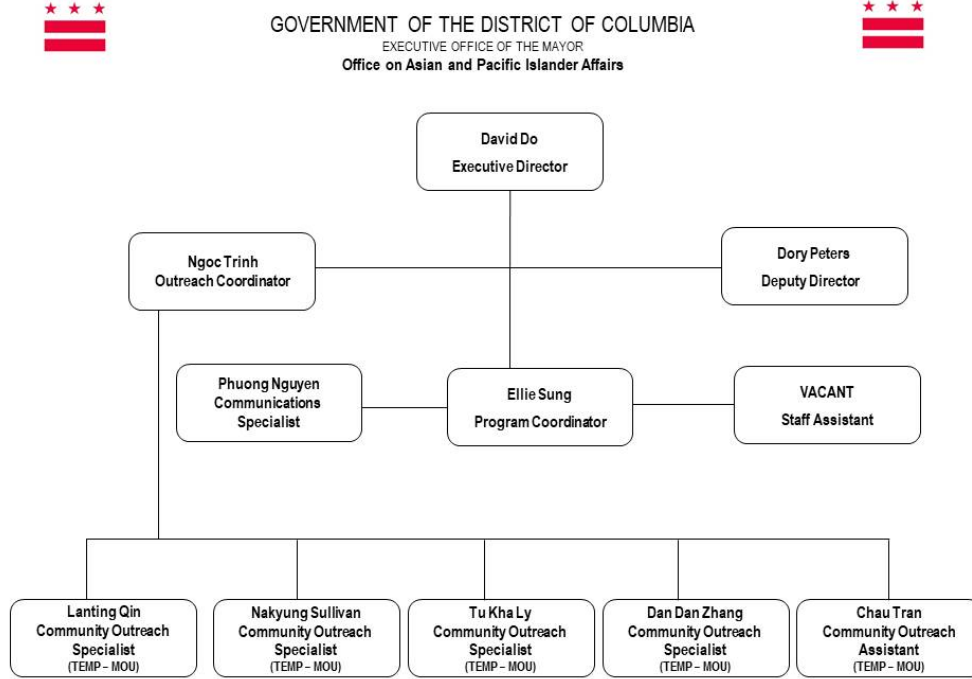 GOVERNMENT OF THE DISTRICT OF COLUMBIA
EXECUTIVE OFFICE OF THE MAYOR
Office on Asian and Pacific Islander Affairs
David Do
Executive Director
Ngoc Trinh
Outreach Coordinator
Dory Peters
Deputy Director
Phuong Nguyen
Communications
Specialist
Ellie Sung
Program Coordinator
VACANT
Staff Assistant
Lanting Qin
Community Outreach
Specialist
(TEMP – MOU)
Nakyung Sullivan
Community Outreach
Specialist
(TEMP – MOU)
Tu Kha Ly
Community Outreach
Specialist
(TEMP – MOU)
Dan Dan Zhang
Community Outreach
Specialist
(TEMP – MOU)
Chau Tran
Community Outreach
Assistant
(TEMP – MOU)